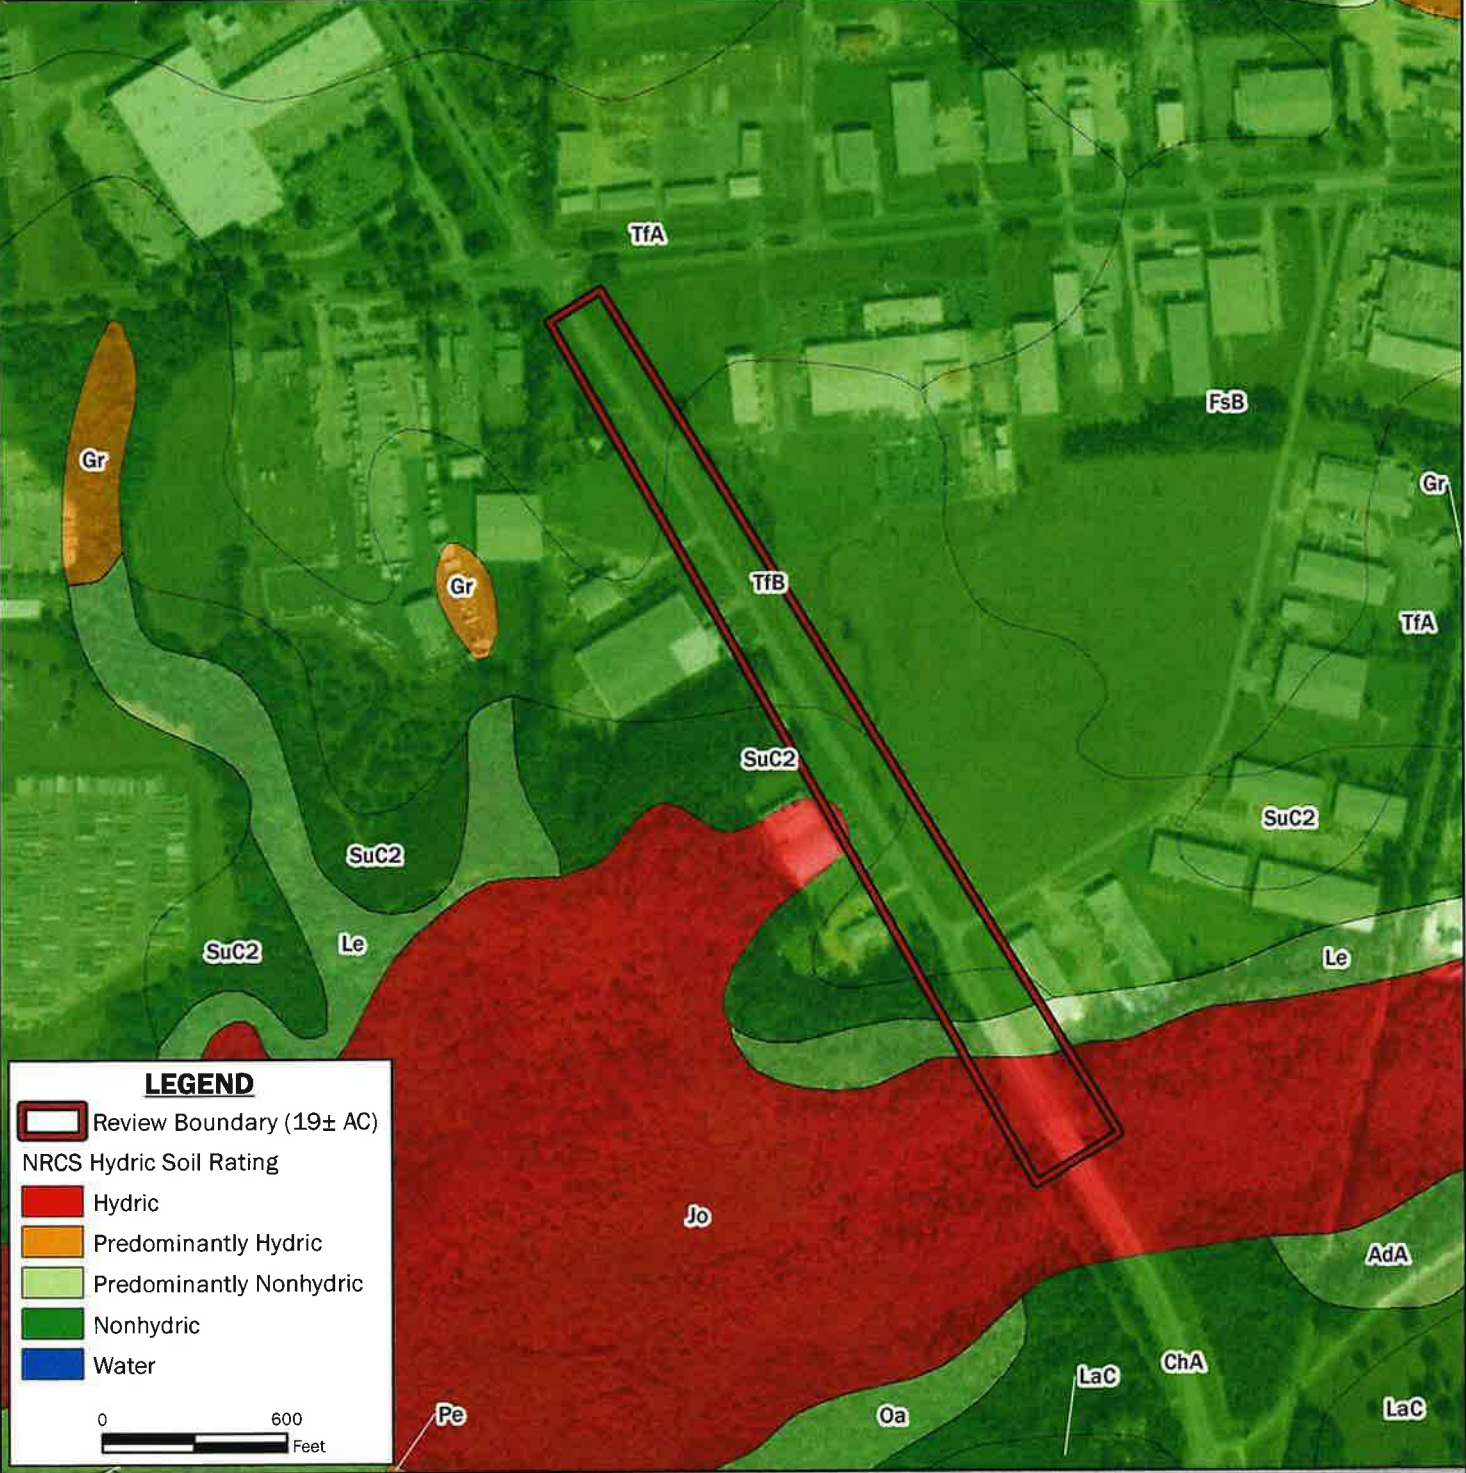 TfA
FsB
Gr
Gr
TfB
Gr
TfA
SuC2
SuC2
SuC2
SuC2
Le
Le
Jo
AdA
ChA
LaC
LaC
Oa
Pe
LEGEND
Review Boundary (19± AC)
NRCS Hydric Soil Rating
Hydric
Predominantly Hydric
Predominantly Nonhydric
Nonhydric
Water
0 600
Feet